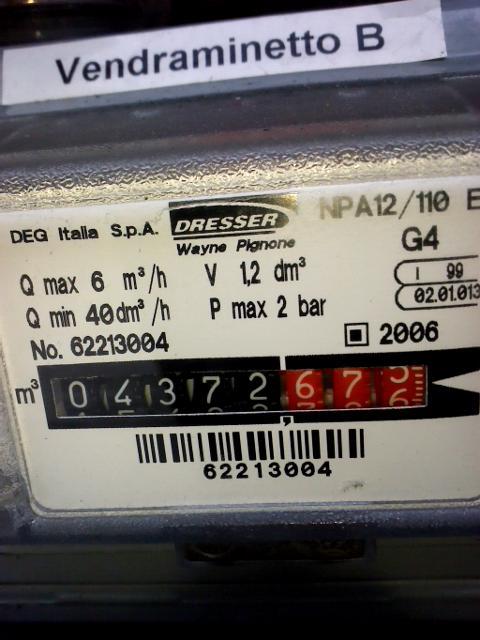 Vendraminetto B
NPA12/110 E
DEG Italia S.p.A.
DRESSER
Wayne Pignone
G4
Q max 6 m³/h
V 1,2 dm³
I 99
Q min 40dm³/h
P max 2 bar
02.01.013
No. 62213004
2006
m³ 0 4 3 7 2 6 7 5
,
62213004